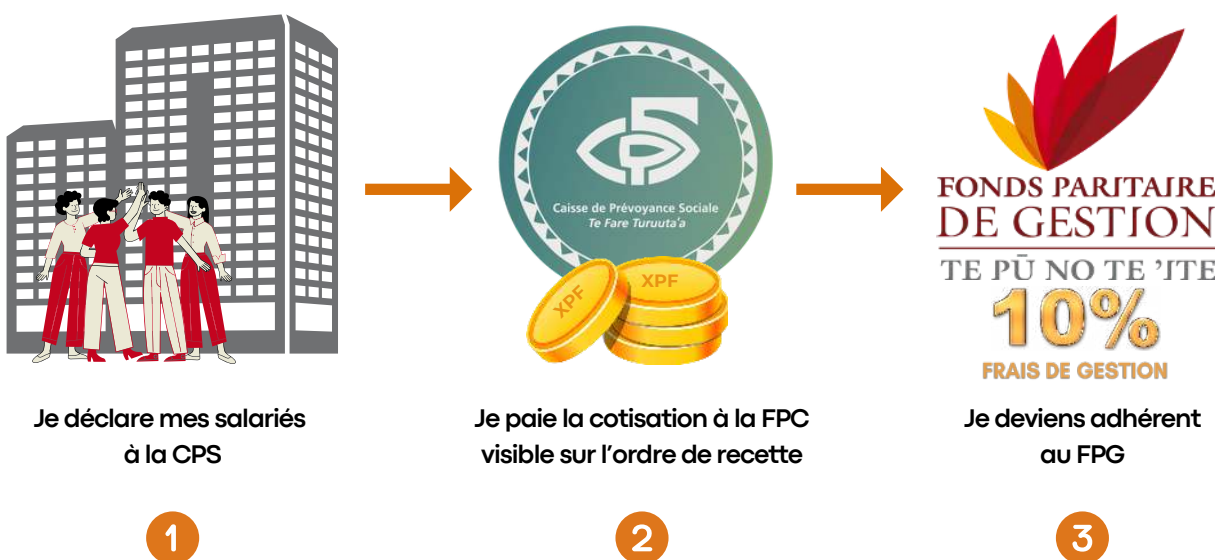 Caisse de Prévoyance Sociale
Te Fare Turuuta'a
XPF
XPF
FONDS PARITAIRE
DE GESTION
TE PŪ NO TE 'ITE
10%
FRAIS DE GESTION
Je déclare mes salariés
à la CPS
Je paie la cotisation à la FPC
visible sur l'ordre de recette
Je deviens adhérent
au FPG
1
2
3